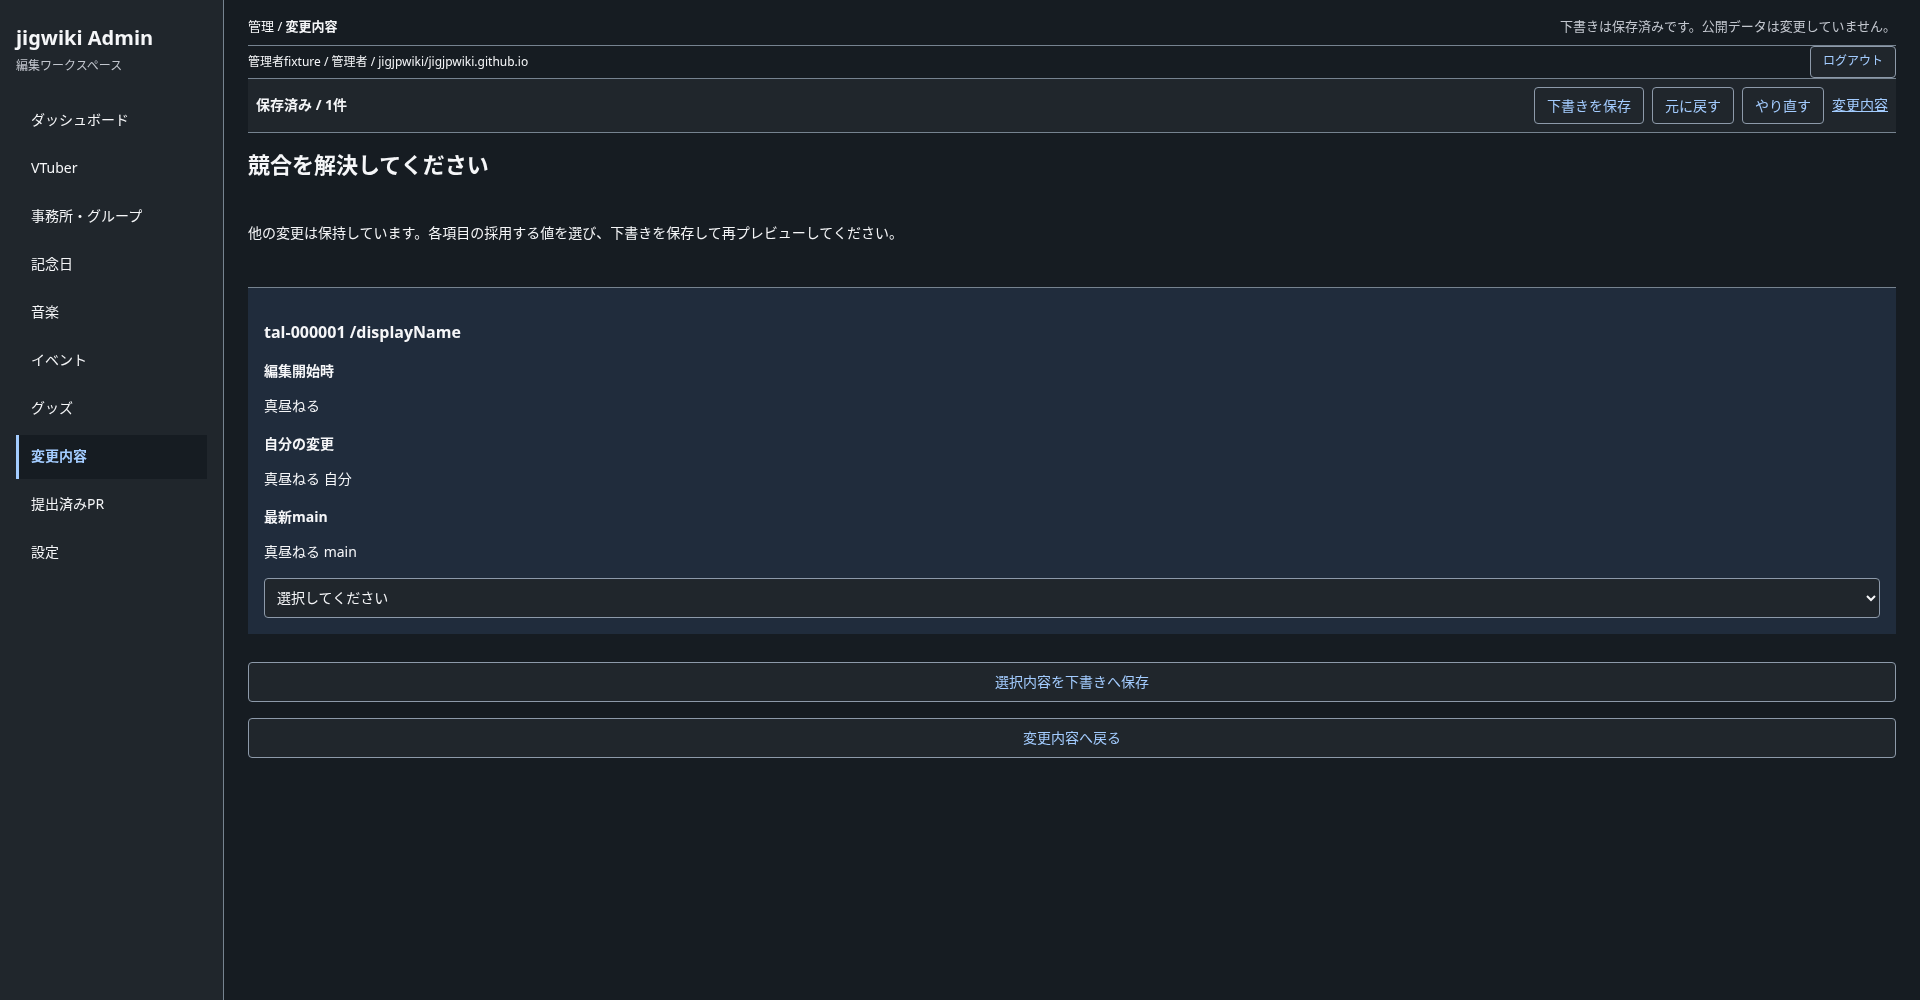 jigwiki Admin
編集ワークスペース
ダッシュボード
VTuber
事務所・グループ
記念日
音楽
イベント
グッズ
変更内容
提出済みPR
設定
管理 / 変更内容
下書きは保存済みです。公開データは変更していません。
管理者fixture / 管理者 / jigjpwiki/jigjpwiki.github.io
ログアウト
保存済み / 1件
下書きを保存
元に戻す
やり直す
変更内容
競合を解決してください
他の変更は保持しています。各項目の採用する値を選び、下書きを保存して再プレビューしてください。
tal-000001 /displayName
編集開始時
真昼ねる
自分の変更
真昼ねる 自分
最新main
真昼ねる main
選択してください
選択内容を下書きへ保存
変更内容へ戻る